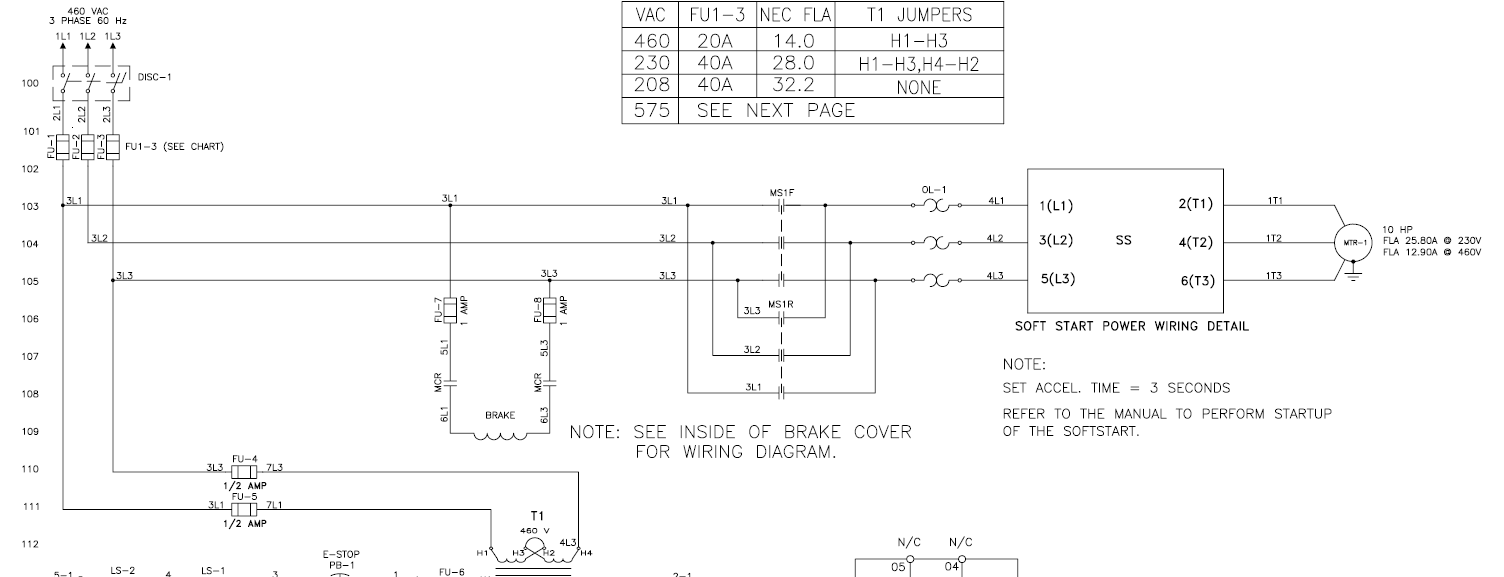 460 VAC
3 PHASE 60 Hz
1L1 1L2 1L3
DISC-1
100
2L1 2L2 2L3
101
FU-1 FU-2 FU-3 FU1-3 (SEE CHART)
102
VAC FU1-3 NEC FLA T1 JUMPERS
460 20A 14.0 H1-H3
230 40A 28.0 H1-H3,H4-H2
208 40A 32.2 NONE
575 SEE NEXT PAGE
103 3L1 3L1 3L1 MS1F OL-1 4L1 1(L1) 2(T1) 1T1
104 3L2 3L2 4L2 3(L2) SS 4(T2) 1T2 MTR-1
10 HP
FLA 25.80A @ 230V
FLA 12.90A @ 460V
105 3L3 3L3 3L3 4L3 5(L3) 6(T3) 1T3
106 FU-7 1 AMP FU-8 1 AMP 3L3 MS1R
SOFT START POWER WIRING DETAIL
107 5L1 5L3 3L2
108 MCR MCR 3L1
6L1 6L3
BRAKE
109
NOTE:
SET ACCEL. TIME = 3 SECONDS
REFER TO THE MANUAL TO PERFORM STARTUP
OF THE SOFTSTART.
NOTE: SEE INSIDE OF BRAKE COVER
FOR WIRING DIAGRAM.
110 3L3 FU-4 7L3
1/2 AMP
111 3L1 FU-5 7L1
1/2 AMP
T1
460 V
112 4L3
H1 H3 H2 H4
N/C N/C
05 04
E-STOP
PB-1
5-1 LS-2 4 LS-1 3 1 FU-6 2-1